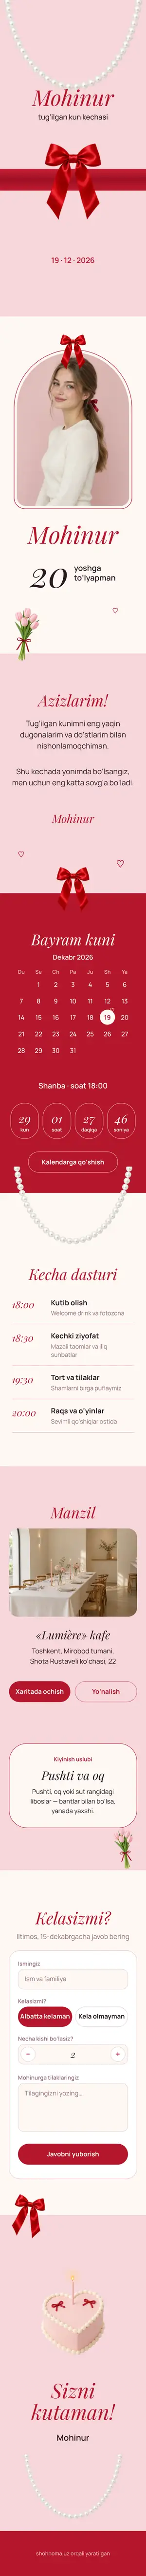 Mohinur
tug'ilgan kun kechasi
19 · 12 · 2026
Mohinur
20 yoshga
to'lyapman
Azizlarim!
Tug'ilgan kunimni eng yaqin
dugonalarim va do'stlarim bilan
nishonlamoqchiman.
Shu kechada yonimda bo'lsangiz,
men uchun eng katta sovg'a bo'ladi.
Mohinur
Bayram kuni
Dekabr 2026
Du Se Ch Pa Ju Sh Ya
1 2 3 4 5 6
7 8 9 10 11 12 13
14 15 16 17 18 19 20
21 22 23 24 25 26 27
28 29 30 31
Shanba · soat 18:00
29 01 27 46
kun soat daqiqa soniya
Kalendarga qo'shish
Kecha dasturi
18:00 Kutib olish
Welcome drink va fotozona
18:30 Kechki ziyofat
Mazali taomlar va iliq
suhbatlar
19:30 Tort va tilaklar
Shamlarni birga puflaymiz
20:00 Raqs va o'yinlar
Sevimli qo'shiqlar ostida
Manzil
«Lumière» kafe
Toshkent, Mirobod tumani,
Shota Rustaveli ko'chasi, 22
Xaritada ochish Yo'nalish
Kiyinish uslubi
Pushti va oq
Pushti, oq yoki sut rangidagi
liboslar — bantlar bilan bo'lsa,
yanada yaxshi.
Kelasizmi?
Iltimos, 15-dekabrgacha javob bering
Ismingiz
Ism va familiya
Kelasizmi?
Albatta kelaman Kela olmayman
Necha kishi bo'lasiz?
− 2 +
Mohinurga tilaklaringiz
Tilagingizni yozing...
Javobni yuborish
Sizni
kutaman!
Mohinur
shohnoma.uz orqali yaratilgan